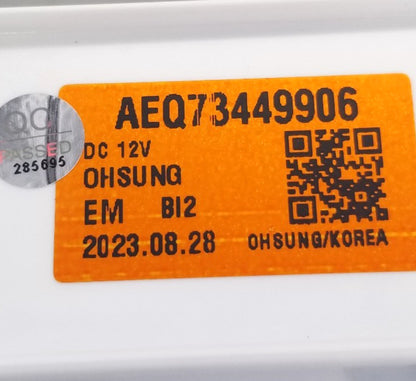 AEQ73449906
QC
PASSED
285695
DC 12V
OHSUNG
EM BI2
2023.08.28
OHSUNG/KOREA